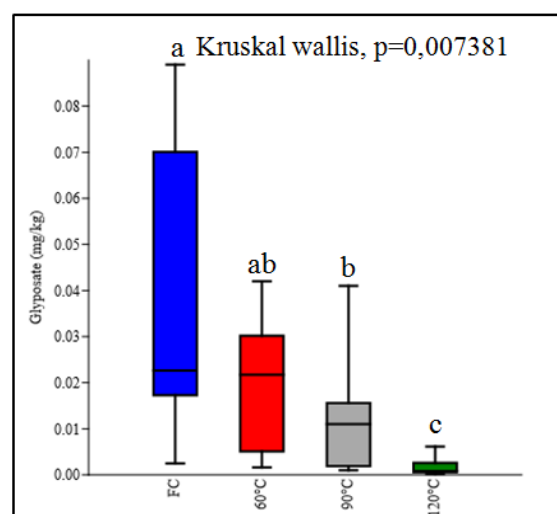 a Kruskal wallis, p=0,007381
0.08
0.07
0.06
0.05
0.04
0.03
0.02
0.01
0.00
Glyposate (mg/kg)
ab
b
c
FC
60°C
90°C
120°C